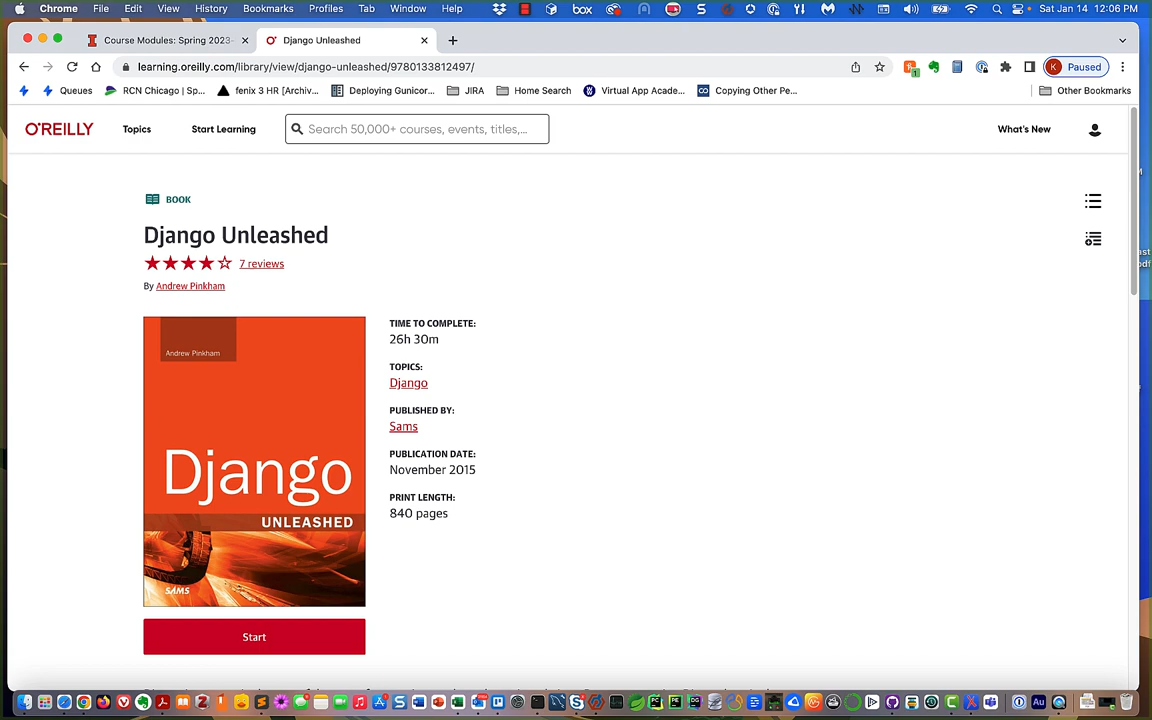 Chrome File Edit View History Bookmarks Profiles Tab Window Help box Sat Jan 14 12:06 PM
Course Modules: Spring 2023- Django Unleashed
learning.oreilly.com/library/view/django-unleashed/9780133812497/ 1 K Paused
Queues RCN Chicago | Sp... fenix 3 HR [Archiv... Deploying Gunicor... JIRA Home Search Virtual App Acade... Copying Other Pe... Other Bookmarks
O'REILLY Topics Start Learning Search 50,000+ courses, events, titles,... What's New
BOOK
Django Unleashed
7 reviews
By Andrew Pinkham
Andrew Pinkham
Django
UNLEASHED
SAMS
TIME TO COMPLETE:
26h 30m
TOPICS:
Django
PUBLISHED BY:
Sams
PUBLICATION DATE:
November 2015
PRINT LENGTH:
840 pages
Start